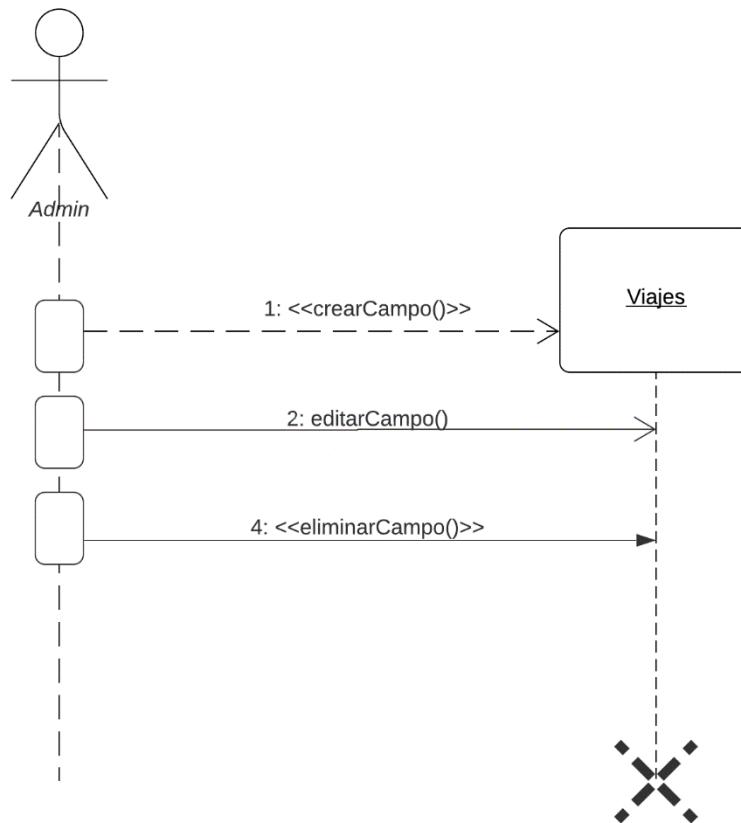 Admin
Viajes
1: <<crearCampo()>>
2: editarCampo()
4: <<eliminarCampo()>>